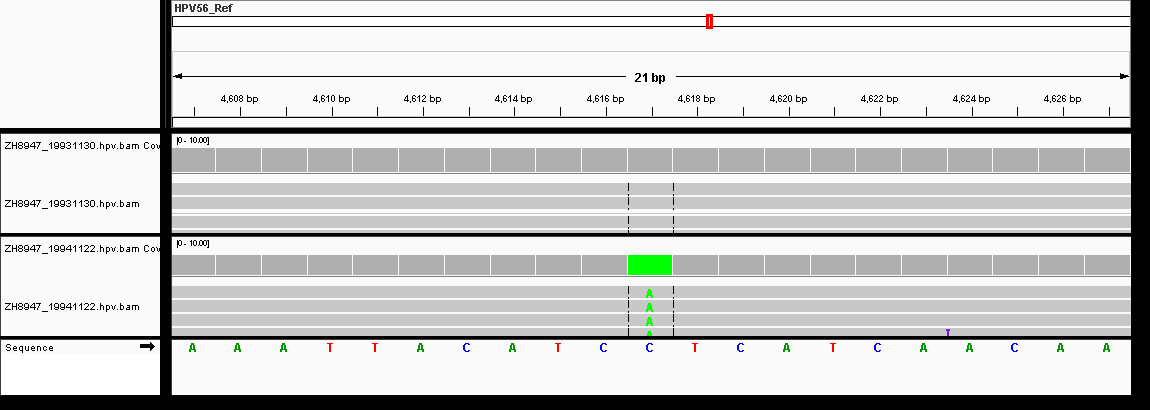 HPV56_Ref
21 bp
4,608 bp 4,610 bp 4,612 bp 4,614 bp 4,616 bp 4,618 bp 4,620 bp 4,622 bp 4,624 bp 4,626 bp
ZH8947_19931130.hpv.bam Cov
[0 - 10.00]
ZH8947_19931130.hpv.bam
ZH8947_19941122.hpv.bam Cov
[0 - 10.00]
A
ZH8947_19941122.hpv.bam A
A
A
I
Sequence A A A T T A C A T C C T C A T C A A C A A